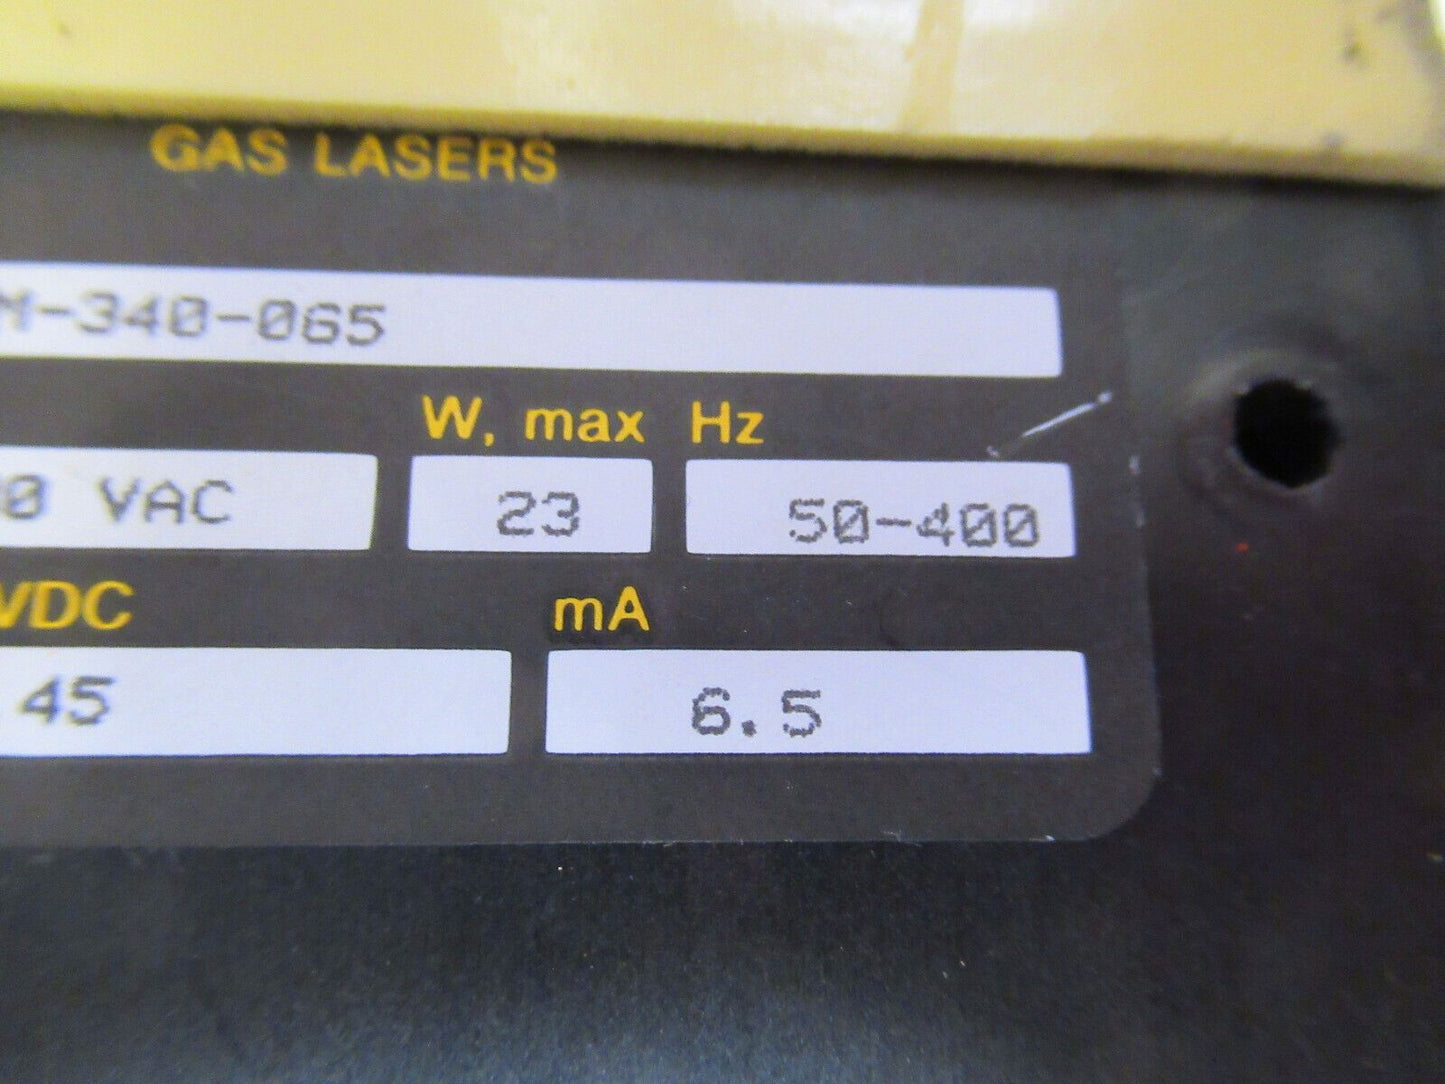 GAS LASERS
M-340-065
W, max Hz
0 VAC 23 50-400
VDC mA
45 6.5